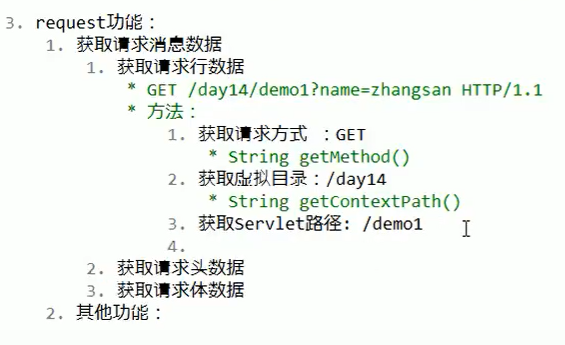 3. request功能：
1. 获取请求消息数据
1. 获取请求行数据
* GET /day14/demo1?name=zhangsan HTTP/1.1
* 方法：
1. 获取请求方式 ：GET
* String getMethod()
2. 获取虚拟目录：/day14
* String getContextPath()
3. 获取Servlet路径: /demo1
4.
2. 获取请求头数据
3. 获取请求体数据
2. 其他功能：